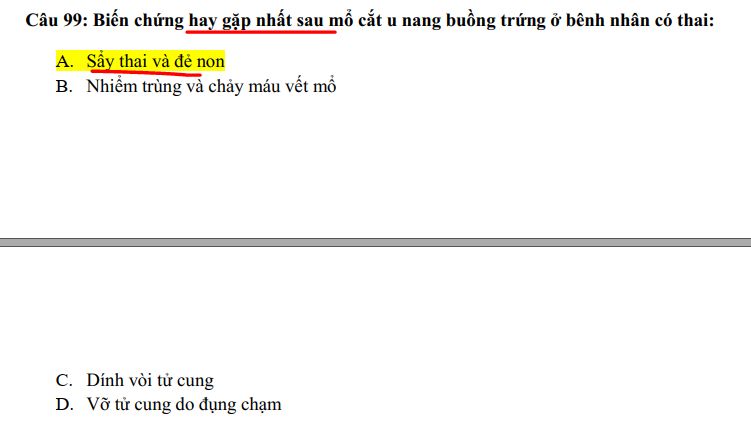 Câu 99: Biến chứng hay gặp nhất sau mổ cắt u nang buồng trứng ở bênh nhân có thai:
A. Sẩy thai và đẻ non
B. Nhiễm trùng và chảy máu vết mổ
C. Dính vòi tử cung
D. Vỡ tử cung do đụng chạm